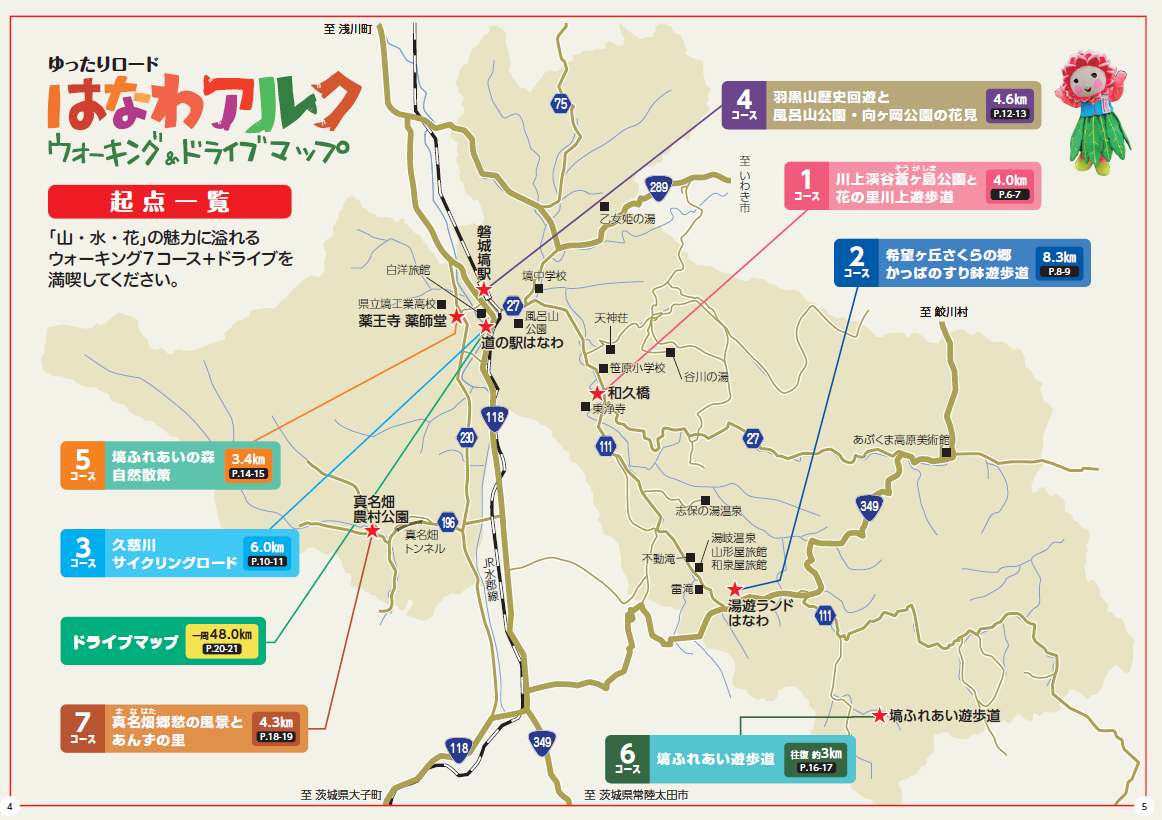 至 浅川町
ゆったりロード
はなわアルク
ウォーキング&ドライブマップ
起点一覧
「山・水・花」の魅力に溢れる
ウォーキング7コース+ドライブを
満喫してください。
4
コース
羽黒山歴史回遊と
風呂山公園・向ヶ岡公園の花見
4.6km
P.12-13
1
コース
川上渓谷蒼ヶ島公園と
そうがしま
花の里川上遊歩道
4.0km
P.6-7
2
コース
希望ヶ丘さくらの郷
かっぱのすり鉢遊歩道
8.3km
P.8-9
75
289
至 いわき市
乙女姫の湯
磐城塙駅
白洋旅館
塙中学校
県立塙工業高校
薬王寺 薬師堂
27
風呂山
公園
道の駅はなわ
天神荘
至 鮫川村
笹原小学校
谷川の湯
和久橋
東浄寺
118
230
111
27
あぶくま高原美術館
5
コース
塙ふれあいの森
自然散策
3.4km
P.14-15
真名畑
農村公園
196
真名畑
トンネル
志保の湯温泉
349
3
コース
久慈川
サイクリングロード
6.0km
P.10-11
JR水郡線
不動滝
湯岐温泉
山形屋旅館
和泉屋旅館
雷滝
湯遊ランド
はなわ
111
ドライブマップ
一周48.0km
P.20-21
7
コース
真名畑郷愁の風景と
まなはた
あんずの里
4.3km
P.18-19
塙ふれあい遊歩道
118
349
6
コース
塙ふれあい遊歩道
往復 約3km
P.16-17
至 茨城県大子町
至 茨城県常陸太田市
4
5